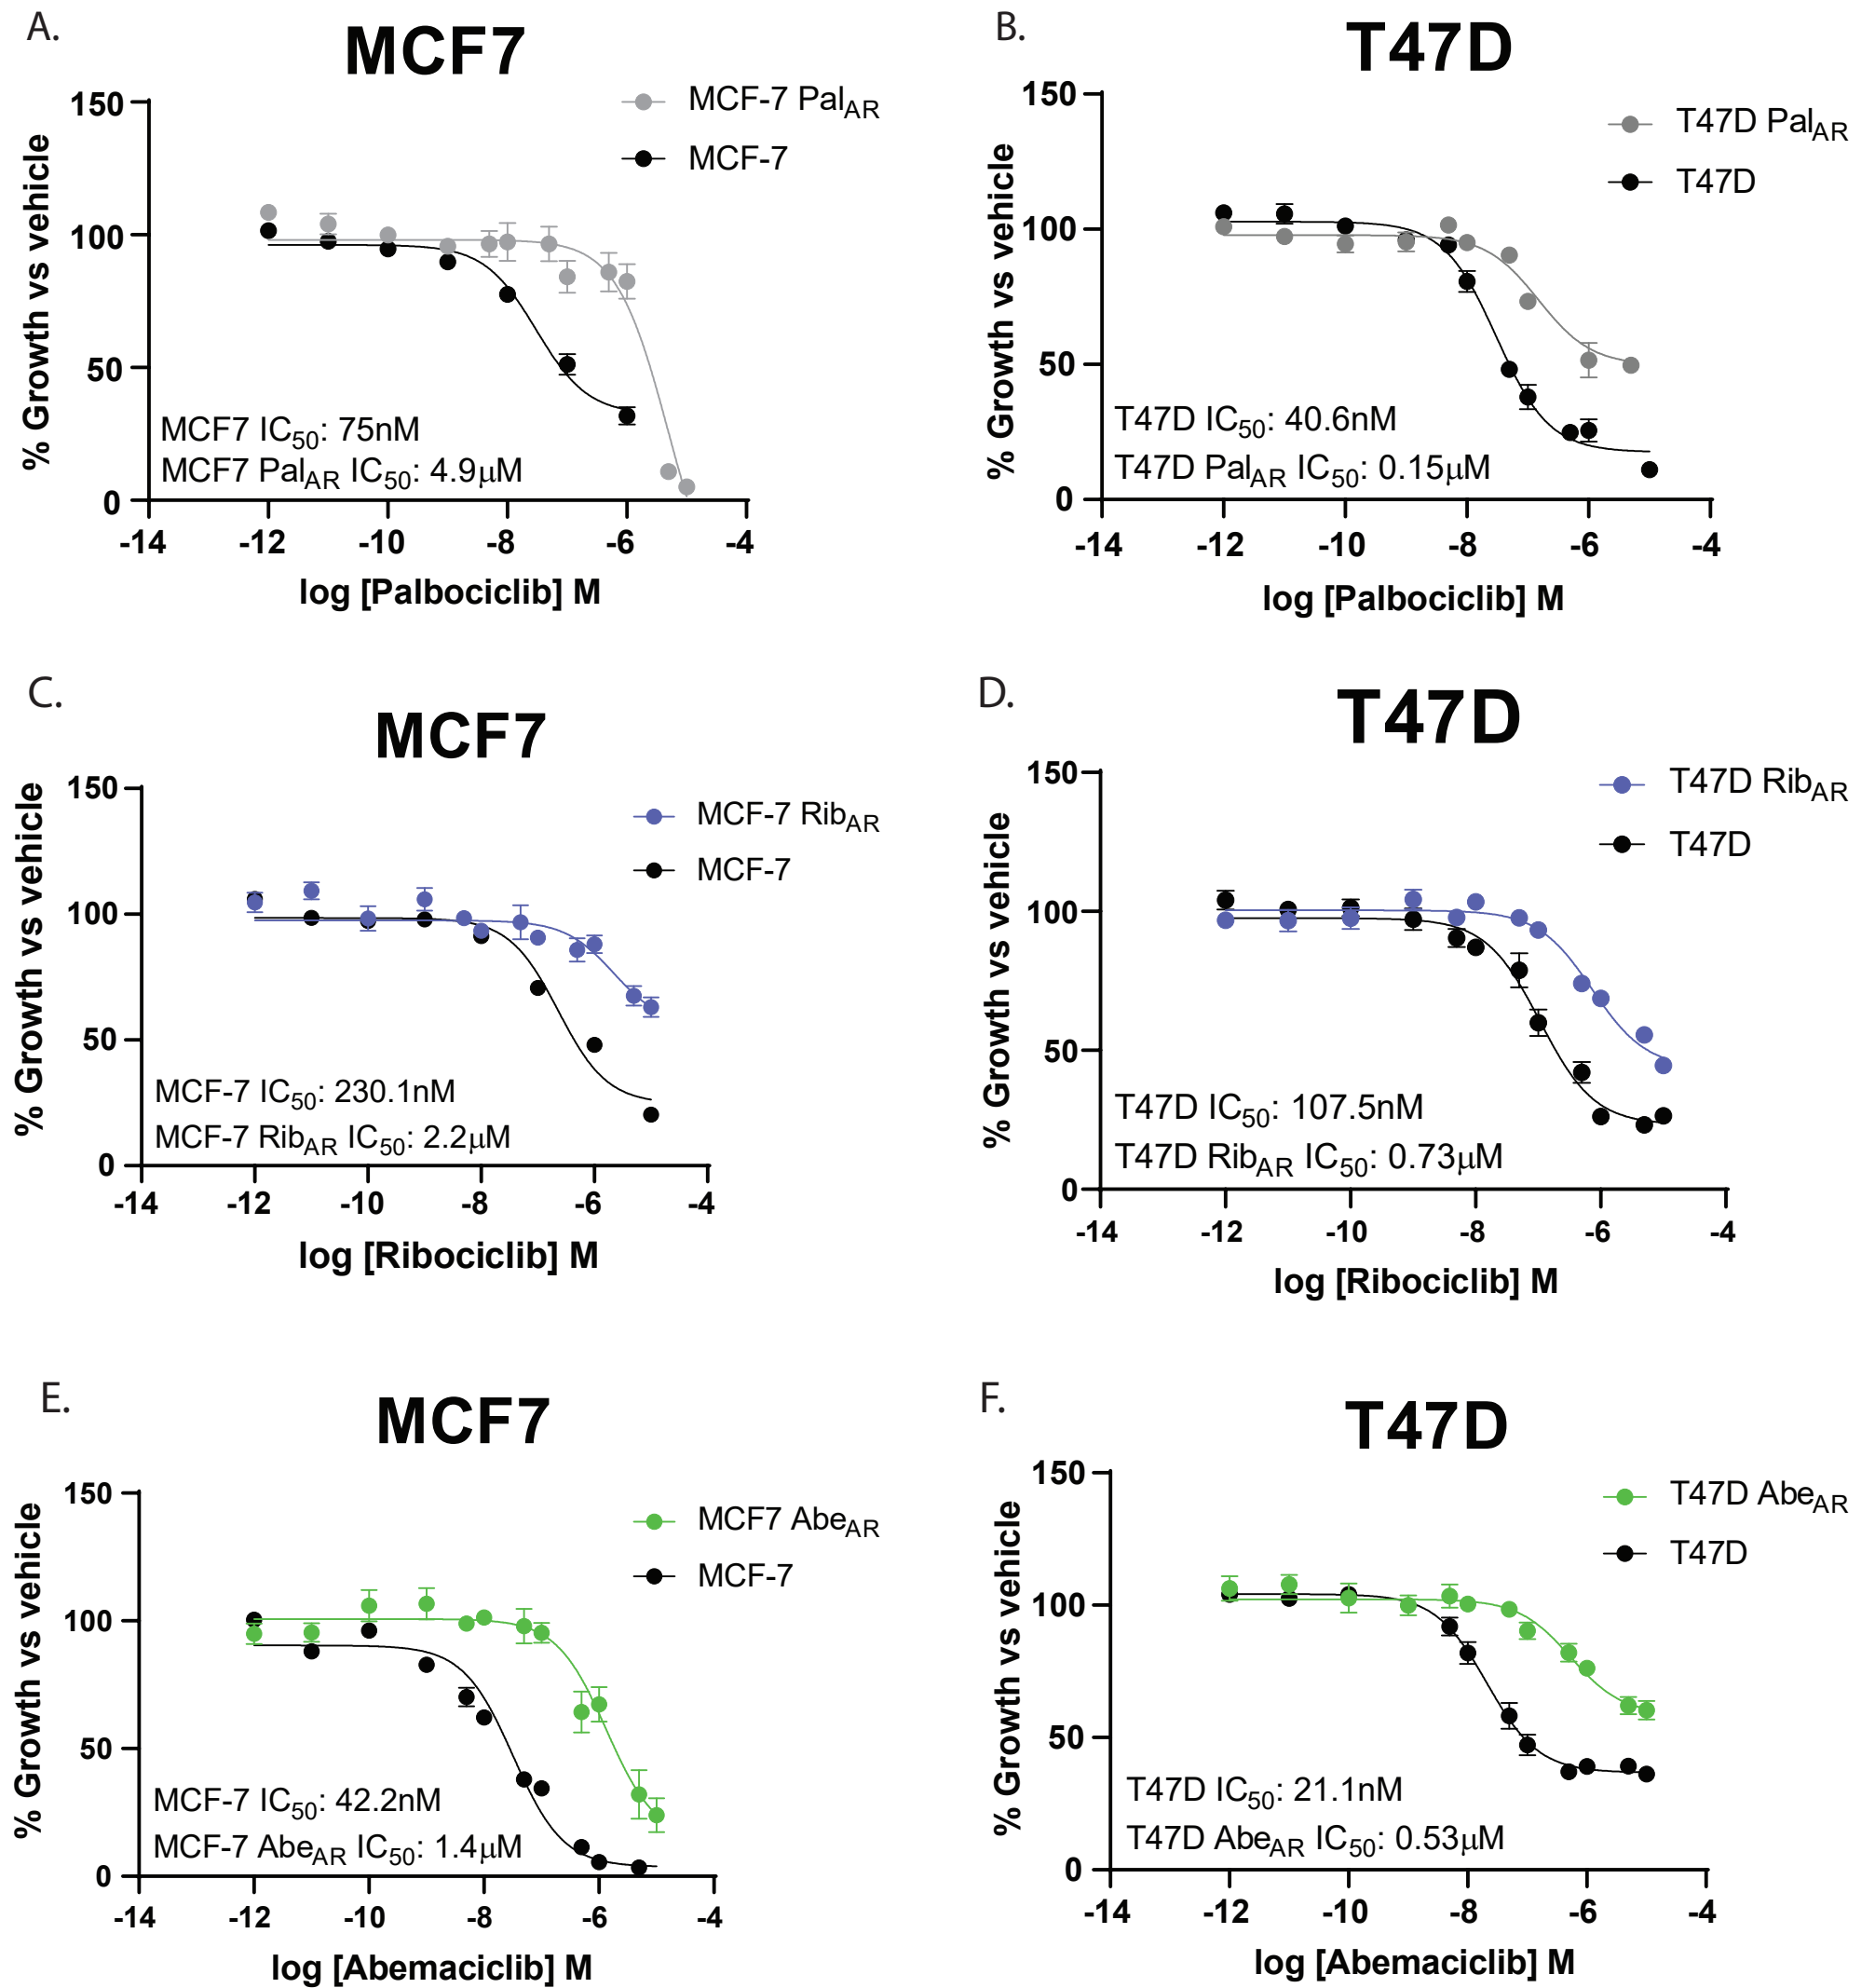 A.
MCF7
MCF-7 PalAR
MCF-7
% Growth vs vehicle
150
100
50
0
MCF7 IC50: 75nM
MCF7 PalAR IC50: 4.9μM
-14 -12 -10 -8 -6 -4
log [Palbociclib] M
B.
T47D
T47D PalAR
T47D
% Growth vs vehicle
150
100
50
0
T47D IC50: 40.6nM
T47D PalAR IC50: 0.15μM
-14 -12 -10 -8 -6 -4
log [Palbociclib] M
C.
MCF7
MCF-7 RibAR
MCF-7
% Growth vs vehicle
150
100
50
0
MCF-7 IC50: 230.1nM
MCF-7 RibAR IC50: 2.2μM
-14 -12 -10 -8 -6 -4
log [Ribociclib] M
D.
T47D
T47D RibAR
T47D
% Growth vs vehicle
150
100
50
0
T47D IC50: 107.5nM
T47D RibAR IC50: 0.73μM
-14 -12 -10 -8 -6 -4
log [Ribociclib] M
E.
MCF7
MCF7 AbeAR
MCF-7
% Growth vs vehicle
150
100
50
0
MCF-7 IC50: 42.2nM
MCF-7 AbeAR IC50: 1.4μM
-14 -12 -10 -8 -6 -4
log [Abemaciclib] M
F.
T47D
T47D AbeAR
T47D
% Growth vs vehicle
150
100
50
0
T47D IC50: 21.1nM
T47D AbeAR IC50: 0.53μM
-14 -12 -10 -8 -6 -4
log [Abemaciclib] M